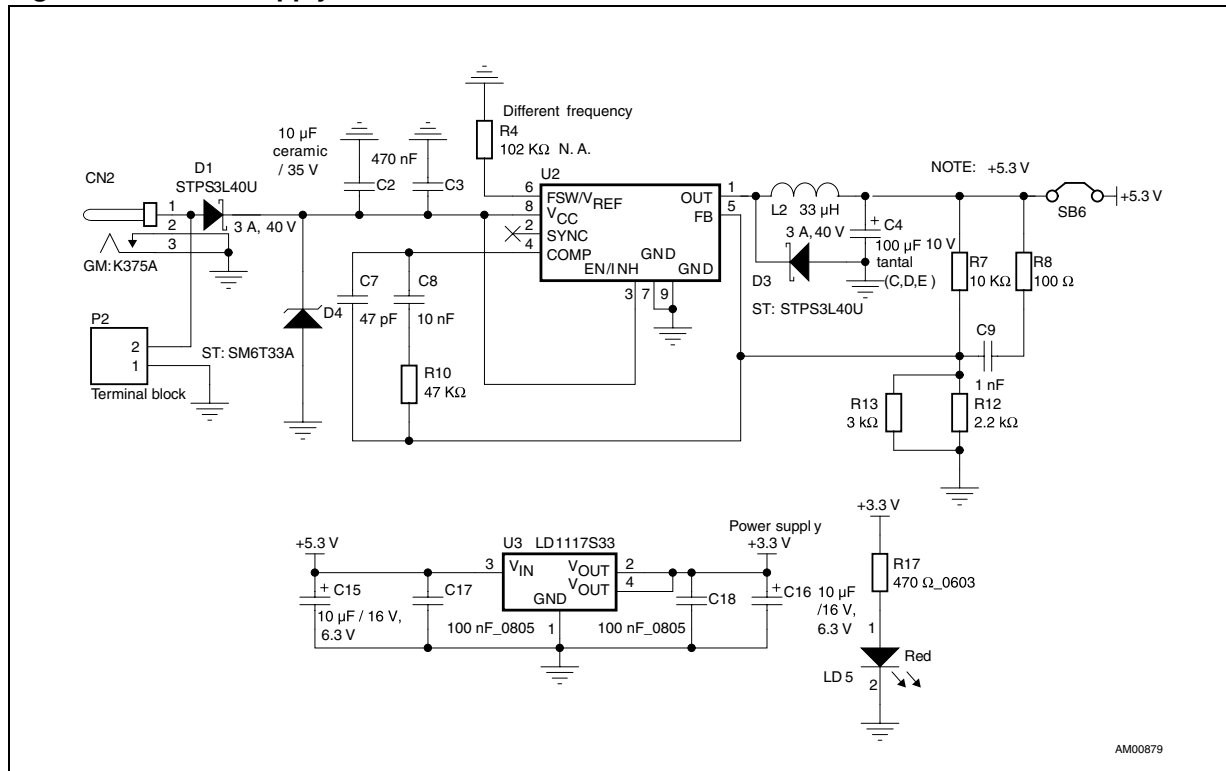 Different frequency
R4
102 KΩ N. A.
10 µF
ceramic
/ 35 V
470 nF
C2
C3
CN2
1
2
3
GM: K375A
D1
STPS3L40U
3 A, 40 V
U2
6
8
2
4
FSW/VREF
VCC
SYNC
COMP
EN/INH
GND
GND
OUT
FB
1
5
3
7
9
L2 33 µH
3 A, 40 V
D3
ST: STPS3L40U
C4
+
100 µF 10 V
tantal
(C,D,E )
NOTE: +5.3 V
SB6
+5.3 V
R7
10 KΩ
R8
100 Ω
C9
1 nF
R13
3 kΩ
R12
2.2 kΩ
C7
47 pF
C8
10 nF
R10
47 KΩ
D4
ST: SM6T33A
P2
2
1
Terminal block
+5.3 V
+
C15
10 µF / 16 V,
6.3 V
C17
100 nF_0805
U3 LD1117S33
3
VIN
VOUT
VOUT
GND
2
4
1
Power supply
+3.3 V
C18
100 nF_0805
+
C16
10 µF
/16 V,
6.3 V
+3.3 V
R17
470 Ω_0603
1
Red
LD 5
2
AM00879